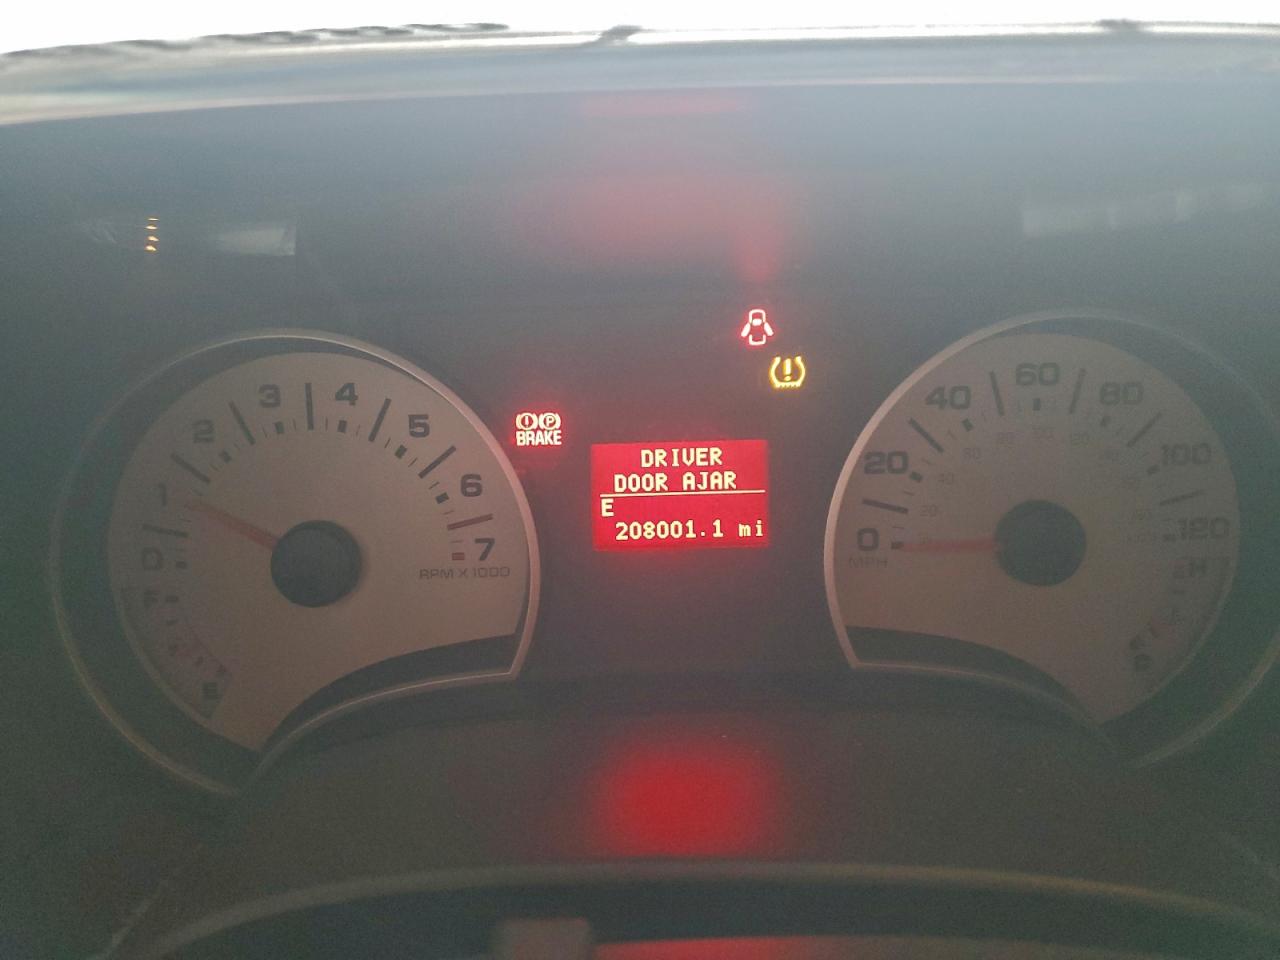 0 1 2 3 4 5 6 7
RPM X 1000
F
E
BRAKE
DRIVER
DOOR AJAR
E
208001.1 mi
0 20 40 60 80 100 120
MPH
H